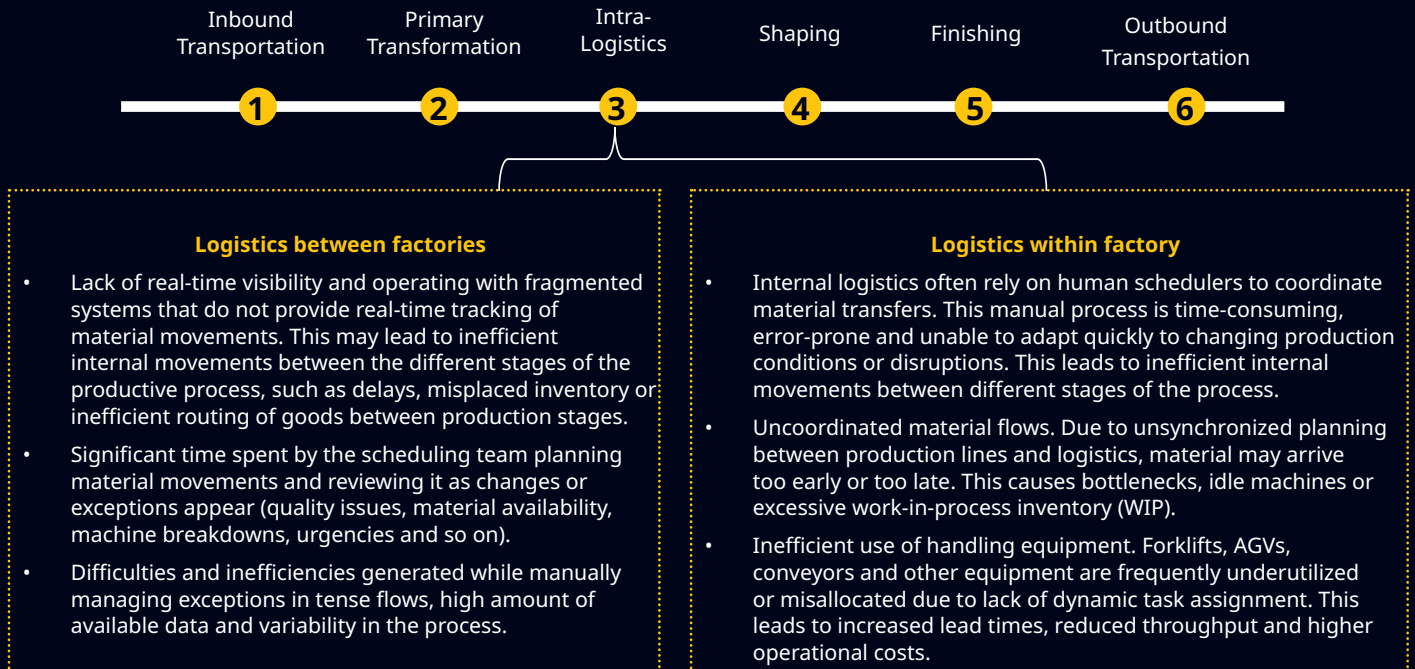 Inbound
Transportation
Primary
Transformation
Intra-
Logistics
Shaping
Finishing
Outbound
Transportation
1
2
3
4
5
6
Logistics between factories
• Lack of real-time visibility and operating with fragmented
systems that do not provide real-time tracking of
material movements. This may lead to inefficient
internal movements between the different stages of the
productive process, such as delays, misplaced inventory or
inefficient routing of goods between production stages.
• Significant time spent by the scheduling team planning
material movements and reviewing it as changes or
exceptions appear (quality issues, material availability,
machine breakdowns, urgencies and so on).
• Difficulties and inefficiencies generated while manually
managing exceptions in tense flows, high amount of
available data and variability in the process.
Logistics within factory
• Internal logistics often rely on human schedulers to coordinate
material transfers. This manual process is time-consuming,
error-prone and unable to adapt quickly to changing production
conditions or disruptions. This leads to inefficient internal
movements between different stages of the process.
• Uncoordinated material flows. Due to unsynchronized planning
between production lines and logistics, material may arrive
too early or too late. This causes bottlenecks, idle machines or
excessive work-in-process inventory (WIP).
• Inefficient use of handling equipment. Forklifts, AGVs,
conveyors and other equipment are frequently underutilized
or misallocated due to lack of dynamic task assignment. This
leads to increased lead times, reduced throughput and higher
operational costs.